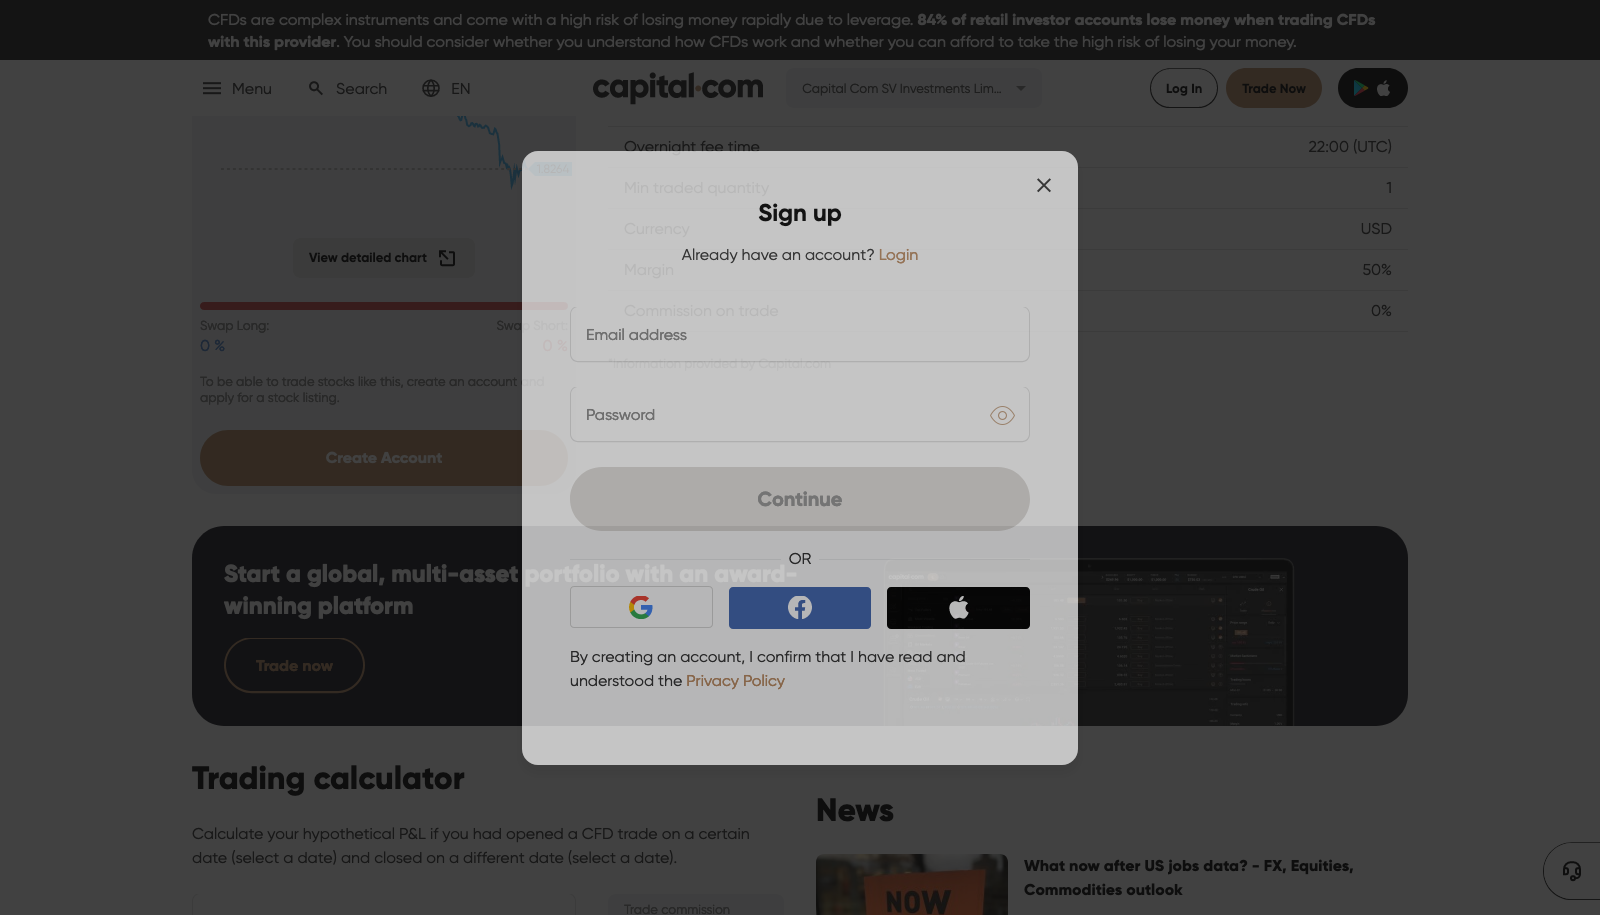 CFDs are complex instruments and come with a high risk of losing money rapidly due to leverage. 84% of retail investor accounts lose money when trading CFDs
with this provider. You should consider whether you understand how CFDs work and whether you can afford to take the high risk of losing your money.
Menu
Search
EN
capital.com
Capital Com SV Investments Lim...
Log In
Trade Now
Overnight fee time
22:00 (UTC)
Min traded quantity
1
Currency
USD
Margin
50%
Commission on trade
0%
*Information provided by Capital.com
View detailed chart
Swap Long:
Swap Short:
0 %
0 %
To be able to trade stocks like this, create an account and
apply for a stock listing.
Create Account
Sign up
Already have an account? Login
Email address
Password
Continue
OR
By creating an account, I confirm that I have read and
understood the Privacy Policy
Start a global, multi-asset portfolio with an award-
winning platform
Trade now
Trading calculator
Calculate your hypothetical P&L if you had opened a CFD trade on a certain
date (select a date) and closed on a different date (select a date).
Trade commission
News
NOW
What now after US jobs data? - FX, Equities,
Commodities outlook